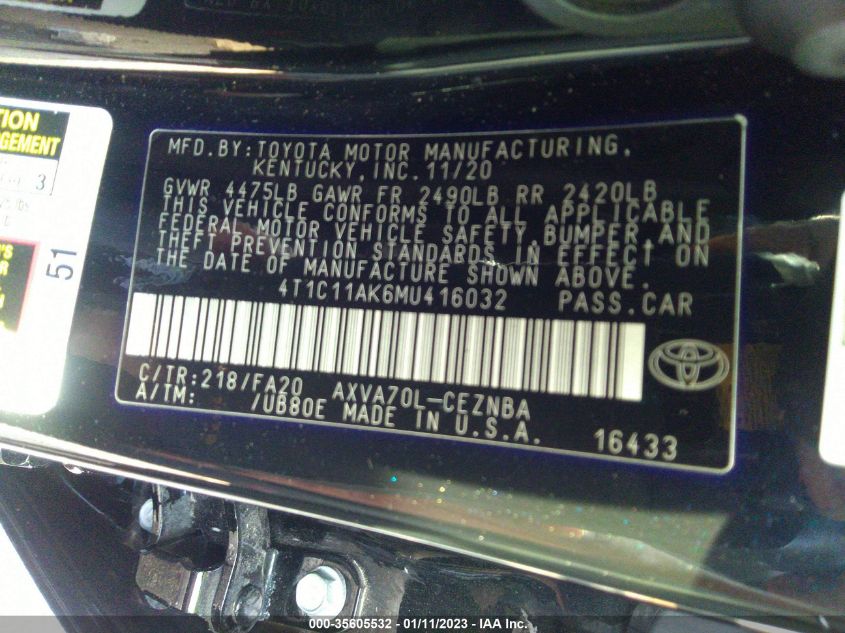 TION
GEMENT
3
51
MFD.BY:TOYOTA MOTOR MANUFACTURING,
KENTUCKY,INC.11/20
GVWR 4475LB GAWR FR 2490LB RR 2420LB
THIS VEHICLE CONFORMS TO ALL APPLICABLE
FEDERAL MOTOR VEHICLE SAFETY,BUMPER,AND
THEFT PREVENTION STANDARDS IN EFFECT ON
THE DATE OF MANUFACTURE SHOWN ABOVE.
4T1C11AK6MU416032 PASS.CAR
C/TR:218/FA20 AXVA70L-CEZNBA
A/TM: /UB80E MADE IN U.S.A.
16433
000-35605532 - 01/11/2023 - IAA Inc.